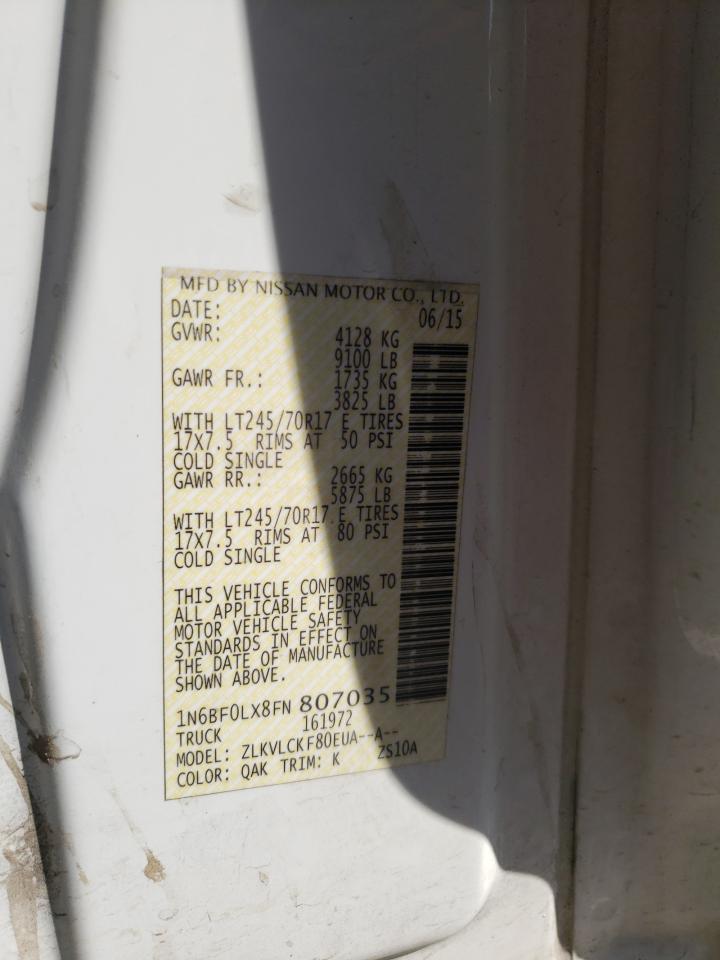 MFD BY NISSAN MOTOR CO., LTD.
DATE: 06/15
GVWR: 4128 KG
9100 LB
GAWR FR.: 1735 KG
3825 LB
WITH LT245/70R17 E TIRES
17X7.5 RIMS AT 50 PSI
COLD SINGLE
GAWR RR.: 2665 KG
5875 LB
WITH LT245/70R17 E TIRES
17X7.5 RIMS AT 80 PSI
COLD SINGLE
THIS VEHICLE CONFORMS TO
ALL APPLICABLE FEDERAL
MOTOR VEHICLE SAFETY
STANDARDS IN EFFECT ON
THE DATE OF MANUFACTURE
SHOWN ABOVE.
1N6BF0LX8FN 807035
TRUCK 161972
MODEL: ZLKVLCKF80EUA--A--
COLOR: QAK TRIM: K ZS10A